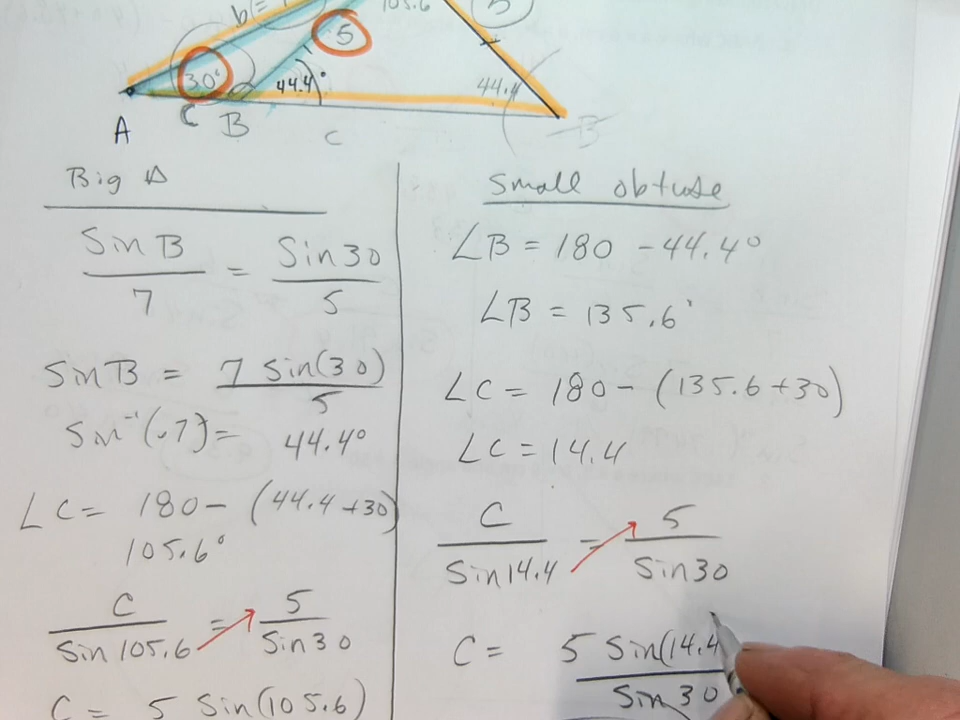 b = 7
105.6
5
5
30°
44.4°
44.4
C
A
B
c
B
Big △
Sin B / 7 = Sin 30 / 5
Sin B = 7 Sin(30) / 5
Sin⁻¹(.7) = 44.4°
∠C = 180 - (44.4 + 30)
105.6°
C / Sin 105.6 = 5 / Sin 30
C = 5 Sin(105.6)
Small obtuse
∠B = 180 - 44.4°
∠B = 135.6°
∠C = 180 - (135.6 + 30)
∠C = 14.4
C / Sin 14.4 = 5 / Sin 30
C = 5 Sin(14.4 / Sin 30